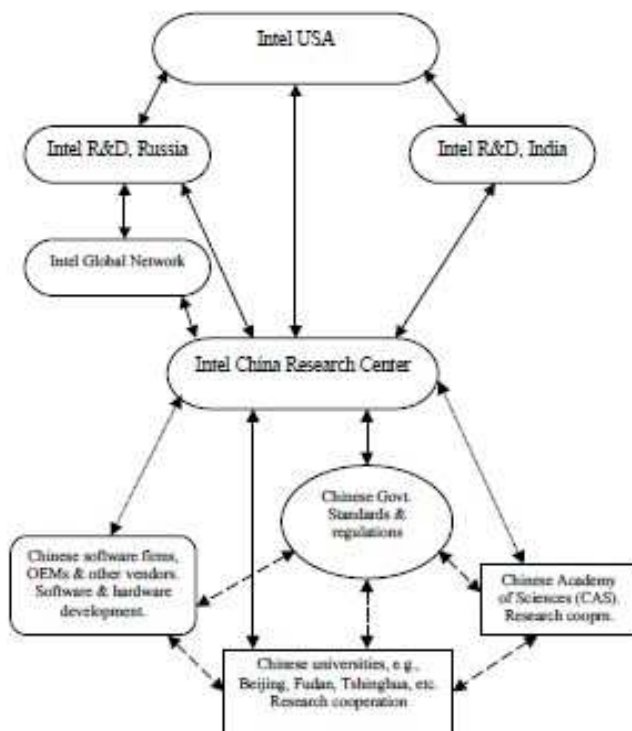 Intel USA
Intel R&D, Russia
Intel R&D, India
Intel Global Network
Intel China Research Center
Chinese Govt.
Standards &
regulations
Chinese software firms,
OEMs & other vendors.
Software & hardware
development.
Chinese Academy
of Sciences (CAS).
Research coopm.
Chinese universities, e.g.,
Beijing, Fudan, Tshinghua, etc.
Research cooperation